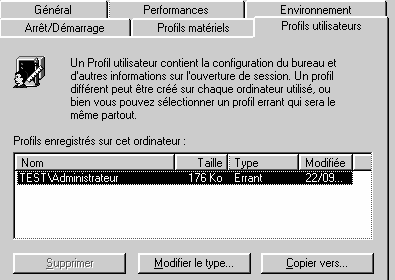 Général
Performances
Environnement
Arrêt/Démarrage
Profils matériels
Profils utilisateurs
Un Profil utilisateur contient la configuration du bureau et
d'autres informations sur l'ouverture de session. Un profil
différent peut être créé sur chaque ordinateur utilisé, ou
bien vous pouvez sélectionner un profil errant qui sera le
même partout.
Profils enregistrés sur cet ordinateur :
Nom Taille Type Modifiée
TEST\Administrateur 176 Ko Errant 22/09...
Supprimer
Modifier le type...
Copier vers...